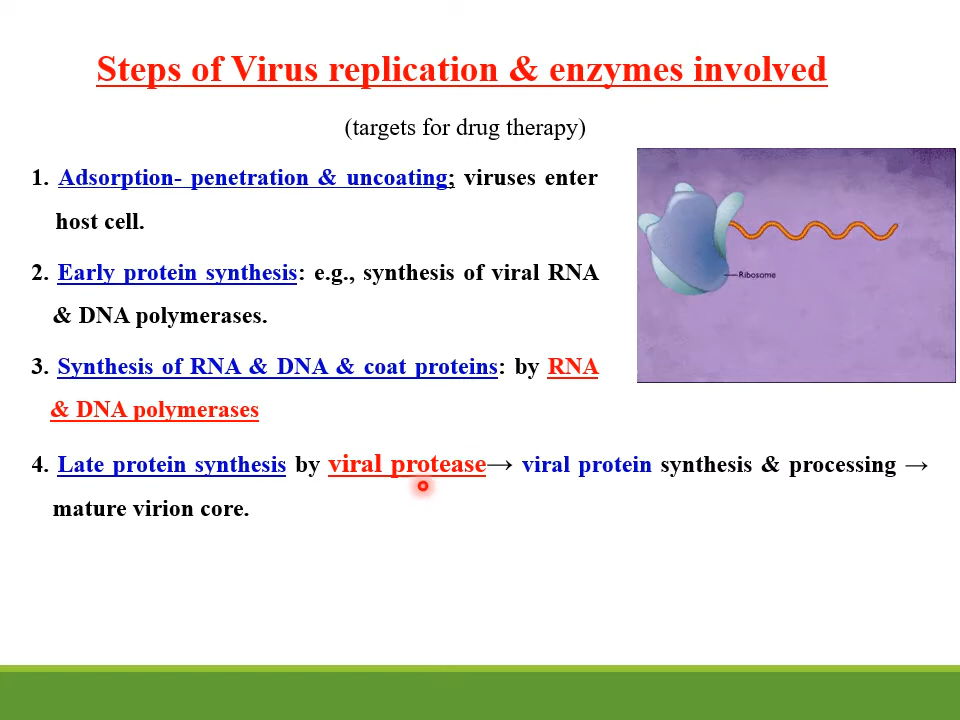 Steps of Virus replication & enzymes involved
(targets for drug therapy)
1. Adsorption- penetration & uncoating; viruses enter
host cell.
2. Early protein synthesis: e.g., synthesis of viral RNA
& DNA polymerases.
3. Synthesis of RNA & DNA & coat proteins: by RNA
& DNA polymerases
Ribosome
4. Late protein synthesis by viral protease→ viral protein synthesis & processing →
mature virion core.